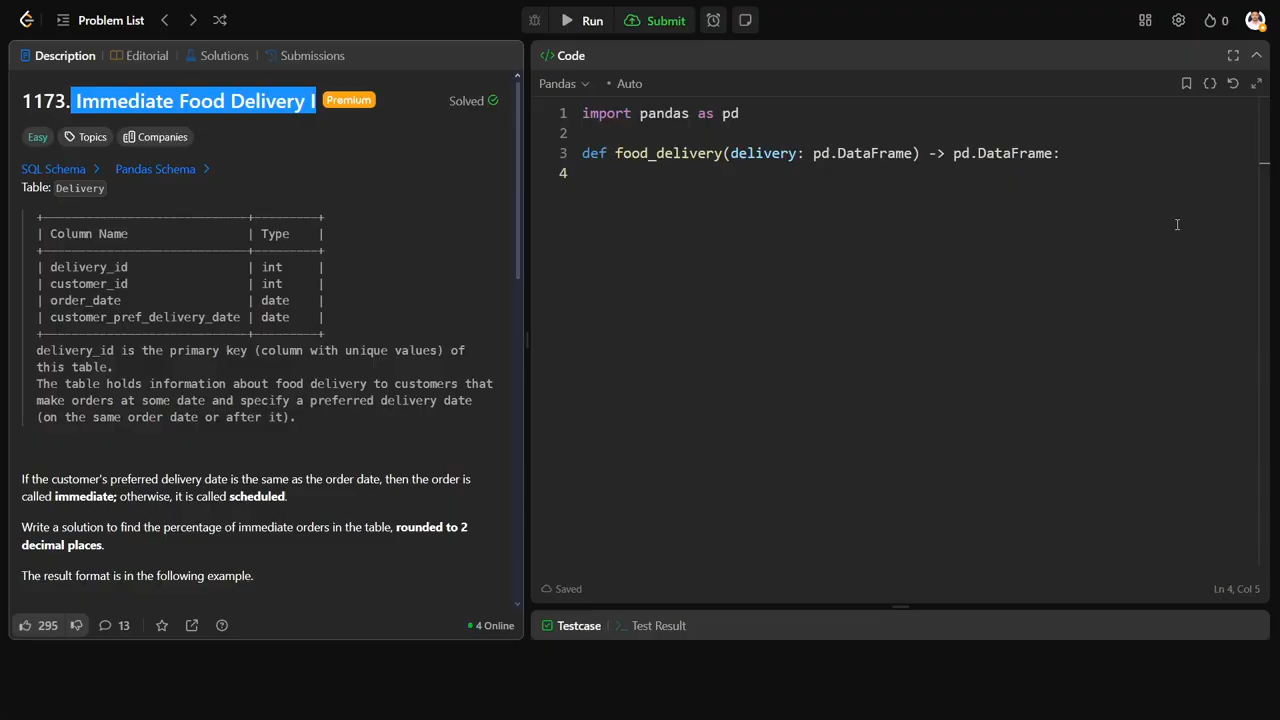 Problem List
Run
Submit
0
Description
Editorial
Solutions
Submissions
</> Code
1173. Immediate Food Delivery I
Premium
Solved
Easy
Topics
Companies
SQL Schema >
Pandas Schema >
Table: Delivery
+----------------------------+---------+
| Column Name | Type |
+----------------------------+---------+
| delivery_id | int |
| customer_id | int |
| order_date | date |
| customer_pref_delivery_date | date |
+----------------------------+---------+
delivery_id is the primary key (column with unique values) of
this table.
The table holds information about food delivery to customers that
make orders at some date and specify a preferred delivery date
(on the same order date or after it).
If the customer's preferred delivery date is the same as the order date, then the order is
called immediate; otherwise, it is called scheduled.
Write a solution to find the percentage of immediate orders in the table, rounded to 2
decimal places.
The result format is in the following example.
295
13
4 Online
Pandas
Auto
1 import pandas as pd
2
3 def food_delivery(delivery: pd.DataFrame) -> pd.DataFrame:
4
Saved
Ln 4, Col 5
Testcase
>_ Test Result